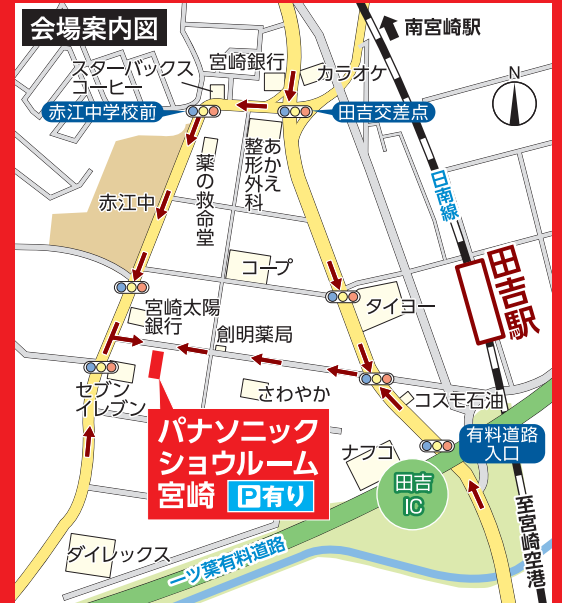 会場案内図
南宮崎駅
スターバックス
コーヒー
宮崎銀行
カラオケ
N
赤江中学校前
田吉交差点
薬の救命堂
あかえ
整形外科
赤江中
日南線
コープ
田吉駅
宮崎太陽
銀行
タイヨー
創明薬局
セブン
イレブン
さわやか
コスモ石油
パナソニック
ショウルーム
宮崎 P有り
ナフコ
有料道路
入口
田吉
IC
至宮崎空港
ダイレックス
一ツ葉有料道路